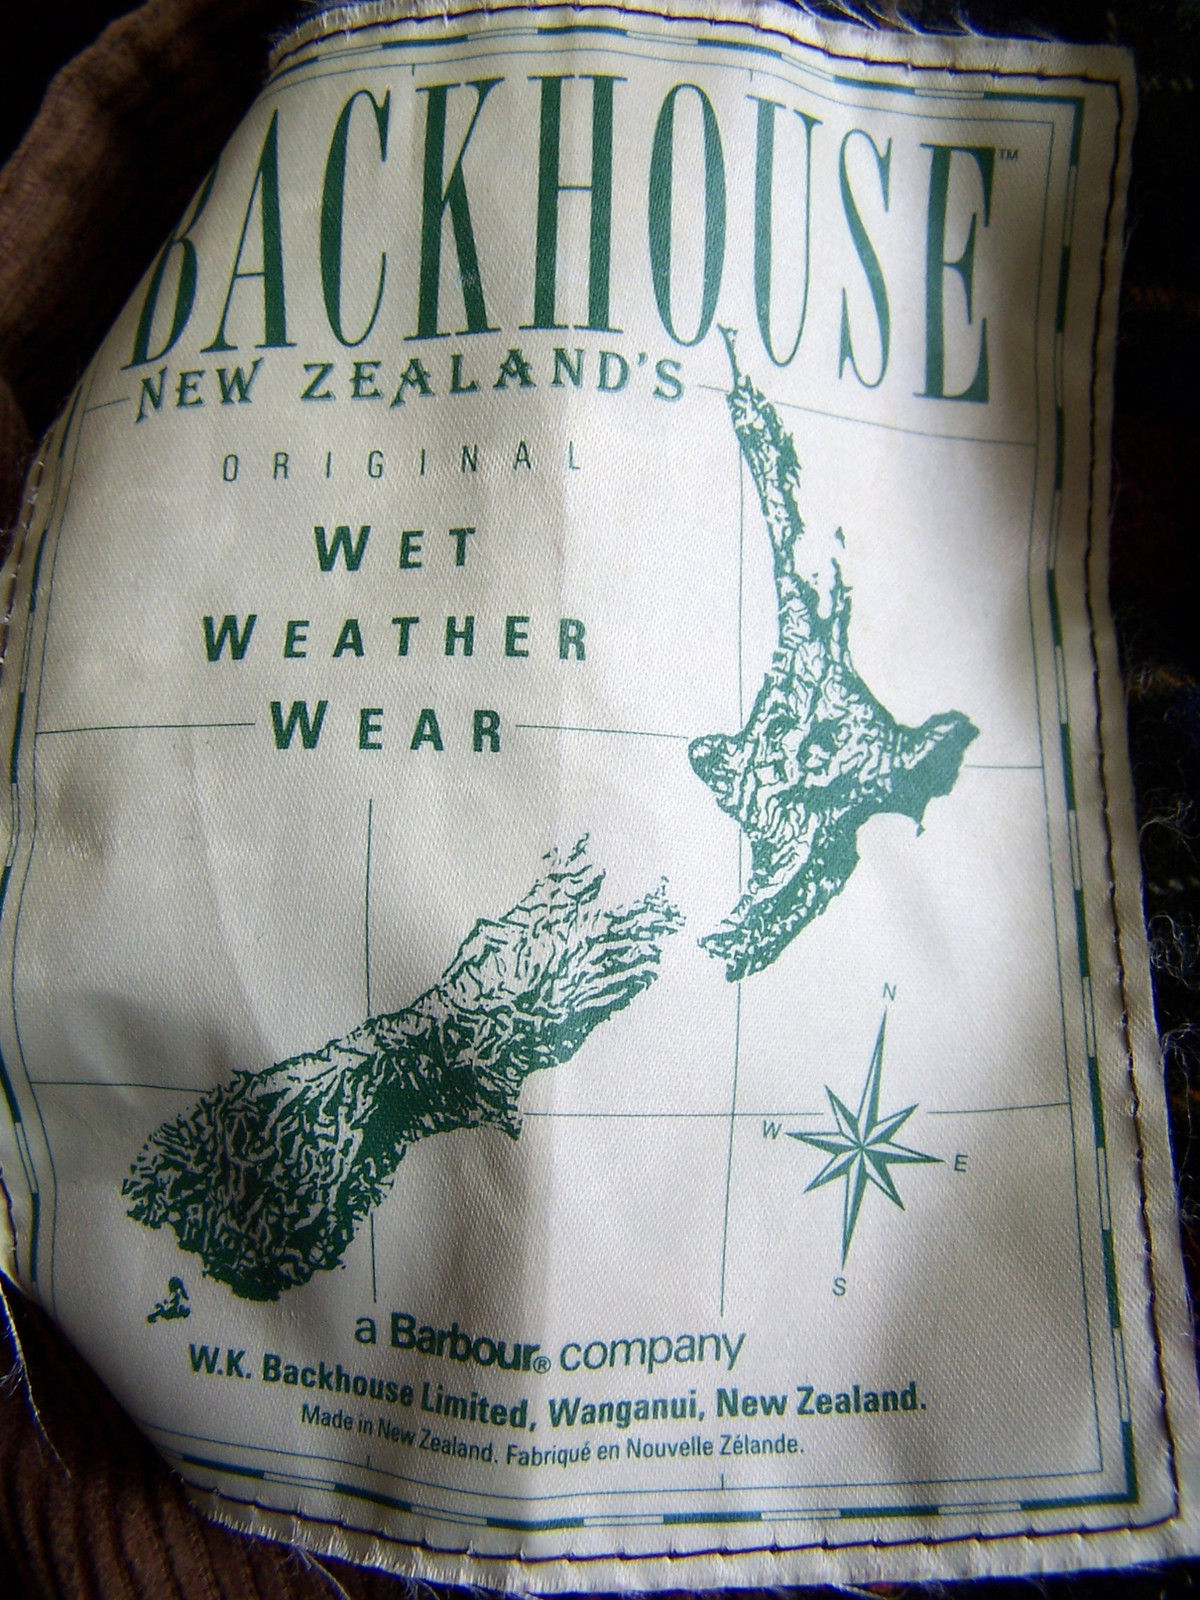 BACKHOUSE™
NEW ZEALAND'S
ORIGINAL
WET
WEATHER
WEAR
N
W
E
S
a Barbour® company
W.K. Backhouse Limited, Wanganui, New Zealand.
Made in New Zealand. Fabriqué en Nouvelle Zélande.